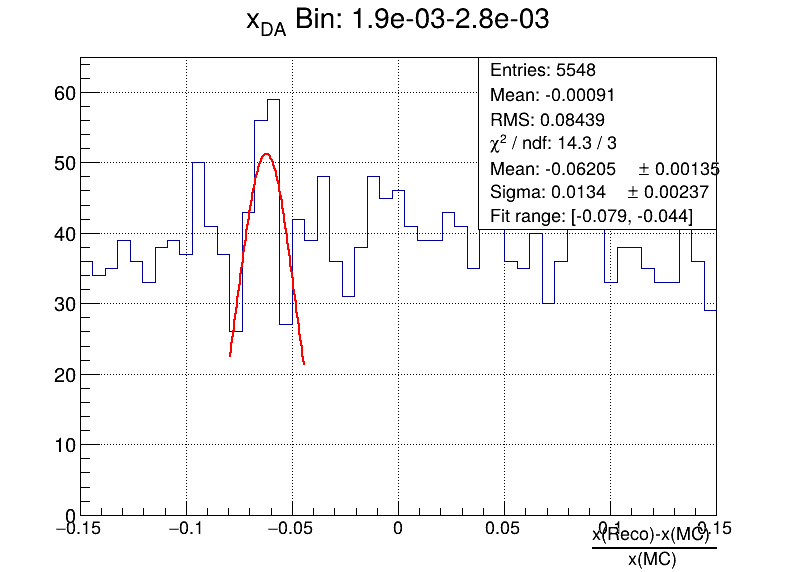 x_DA Bin: 1.9e-03-2.8e-03
Entries: 5548
Mean: -0.00091
RMS: 0.08439
χ² / ndf: 14.3 / 3
Mean: -0.06205 ± 0.00135
Sigma: 0.0134 ± 0.00237
Fit range: [-0.079, -0.044]
60
50
40
30
20
10
0
−0.15 −0.1 −0.05 0 0.05 0.1 0.15
x(Reco)-x(MC)
x(MC)